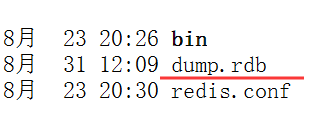 8月 23 20:26 bin
8月 31 12:09 dump.rdb
8月 23 20:30 redis.conf